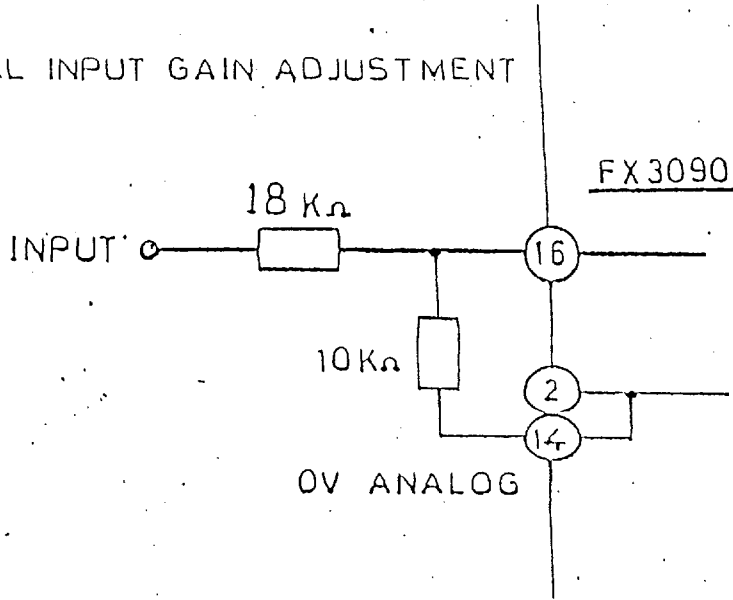 INPUT GAIN ADJUSTMENT
FX3090
18 KΩ
INPUT
16
10KΩ
2
14
0V ANALOG